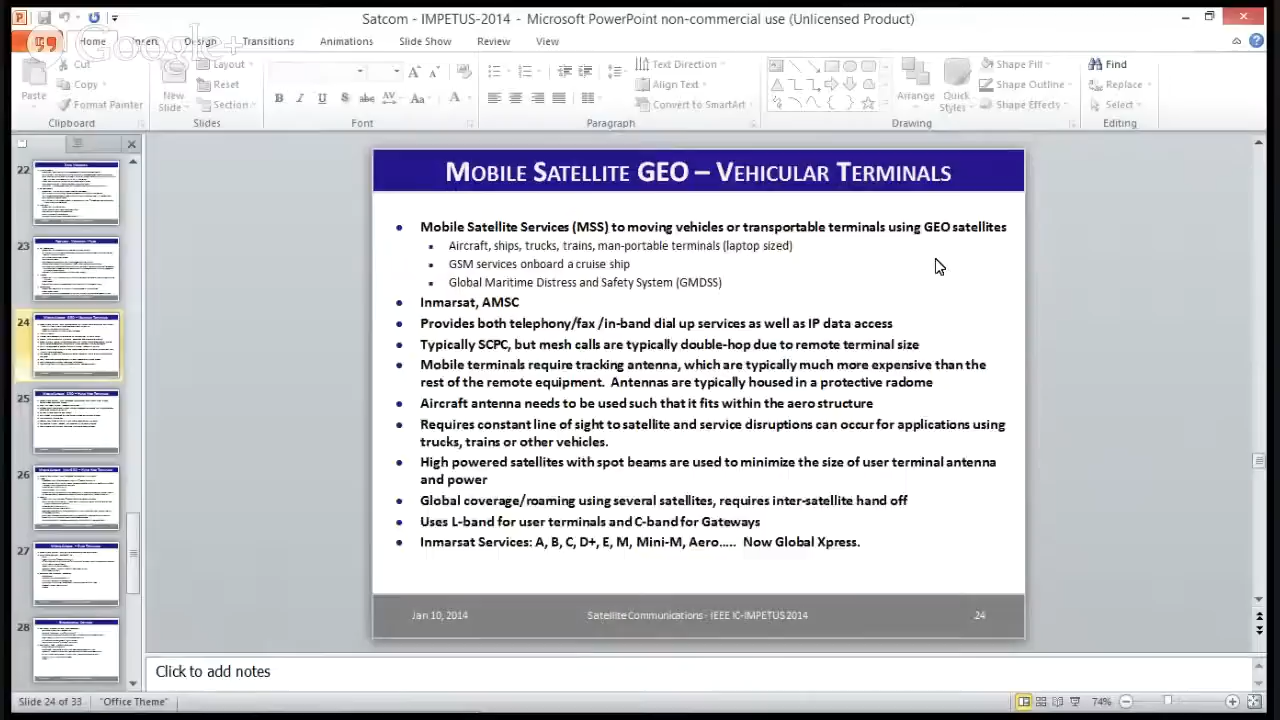 Satcom - IMPETUS-2014 - Microsoft PowerPoint non-commercial use (Unlicensed Product)
Google+
Home Insert Design Transitions Animations Slide Show Review View
Cut
Copy
Format Painter
Paste
Clipboard
New Slide
Layout
Reset
Section
Slides
Font
Text Direction
Align Text
Convert to SmartArt
Paragraph
Arrange
Quick Styles
Shape Fill
Shape Outline
Shape Effects
Drawing
Find
Replace
Select
Editing
22
23
24
25
26
27
28
MOBILE SATELLITE GEO – VEHICULAR TERMINALS
Mobile Satellite Services (MSS) to moving vehicles or transportable terminals using GEO satellites
Aircraft, ships, trucks, trains, man-portable terminals (laptop sized)
GSM onboard a cruise ship
Global Maritime Distress and Safety System (GMDSS)
Inmarsat, AMSC
Provides telephony/fax /in-band dial up services as well as IP data access
Typically SCPC, but mesh calls are typically double-hop due to remote terminal size
Mobile terminals require tracking antenna, which are typically much more expensive than the
rest of the remote equipment. Antennas are typically housed in a protective radome
Aircraft needs to be used such that it fits within aero structure
Requires constant line of sight to satellite and service disruptions can occur for applications using
trucks, trains or other vehicles.
High powered satellites with spot beams are used to minimize the size of user terminal antenna
and power
Global coverage/roaming using several satellites, requires satellite hand off
Uses L-band for user terminals and C-band for Gateway
Inmarsat services A, B, C, D+, E, M, Mini-M, Aero..... Global Xpress.
Jan 10, 2014
Satellite Communications - IEEE IC-IMPETUS 2014
24
Click to add notes
Slide 24 of 33
"Office Theme"
74%